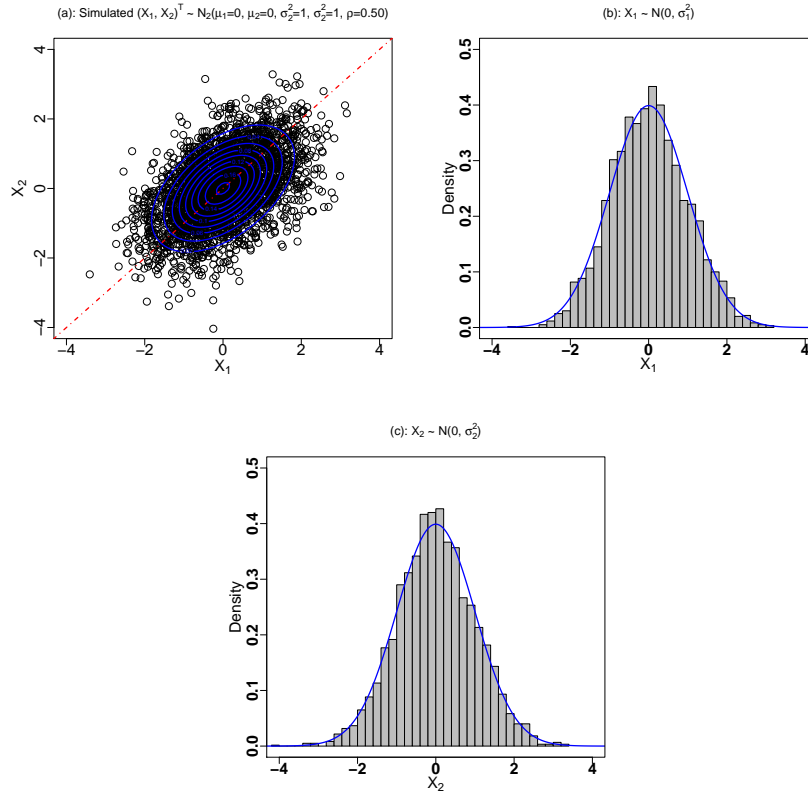 (a): Simulated (X₁, X₂)ᵀ ~ N₂(μ₁=0, μ₂=0, σ₂²=1, σ₂²=1, ρ=0.50)
4
2
0
−2
−4
X₂
−4 −2 0 2 4
X₁
(b): X₁ ~ N(0, σ₁²)
0.5
0.4
0.3
0.2
0.1
0.0
Density
−4 −2 0 2 4
X₁
(c): X₂ ~ N(0, σ₂²)
0.5
0.4
0.3
0.2
0.1
0.0
Density
−4 −2 0 2 4
X₂